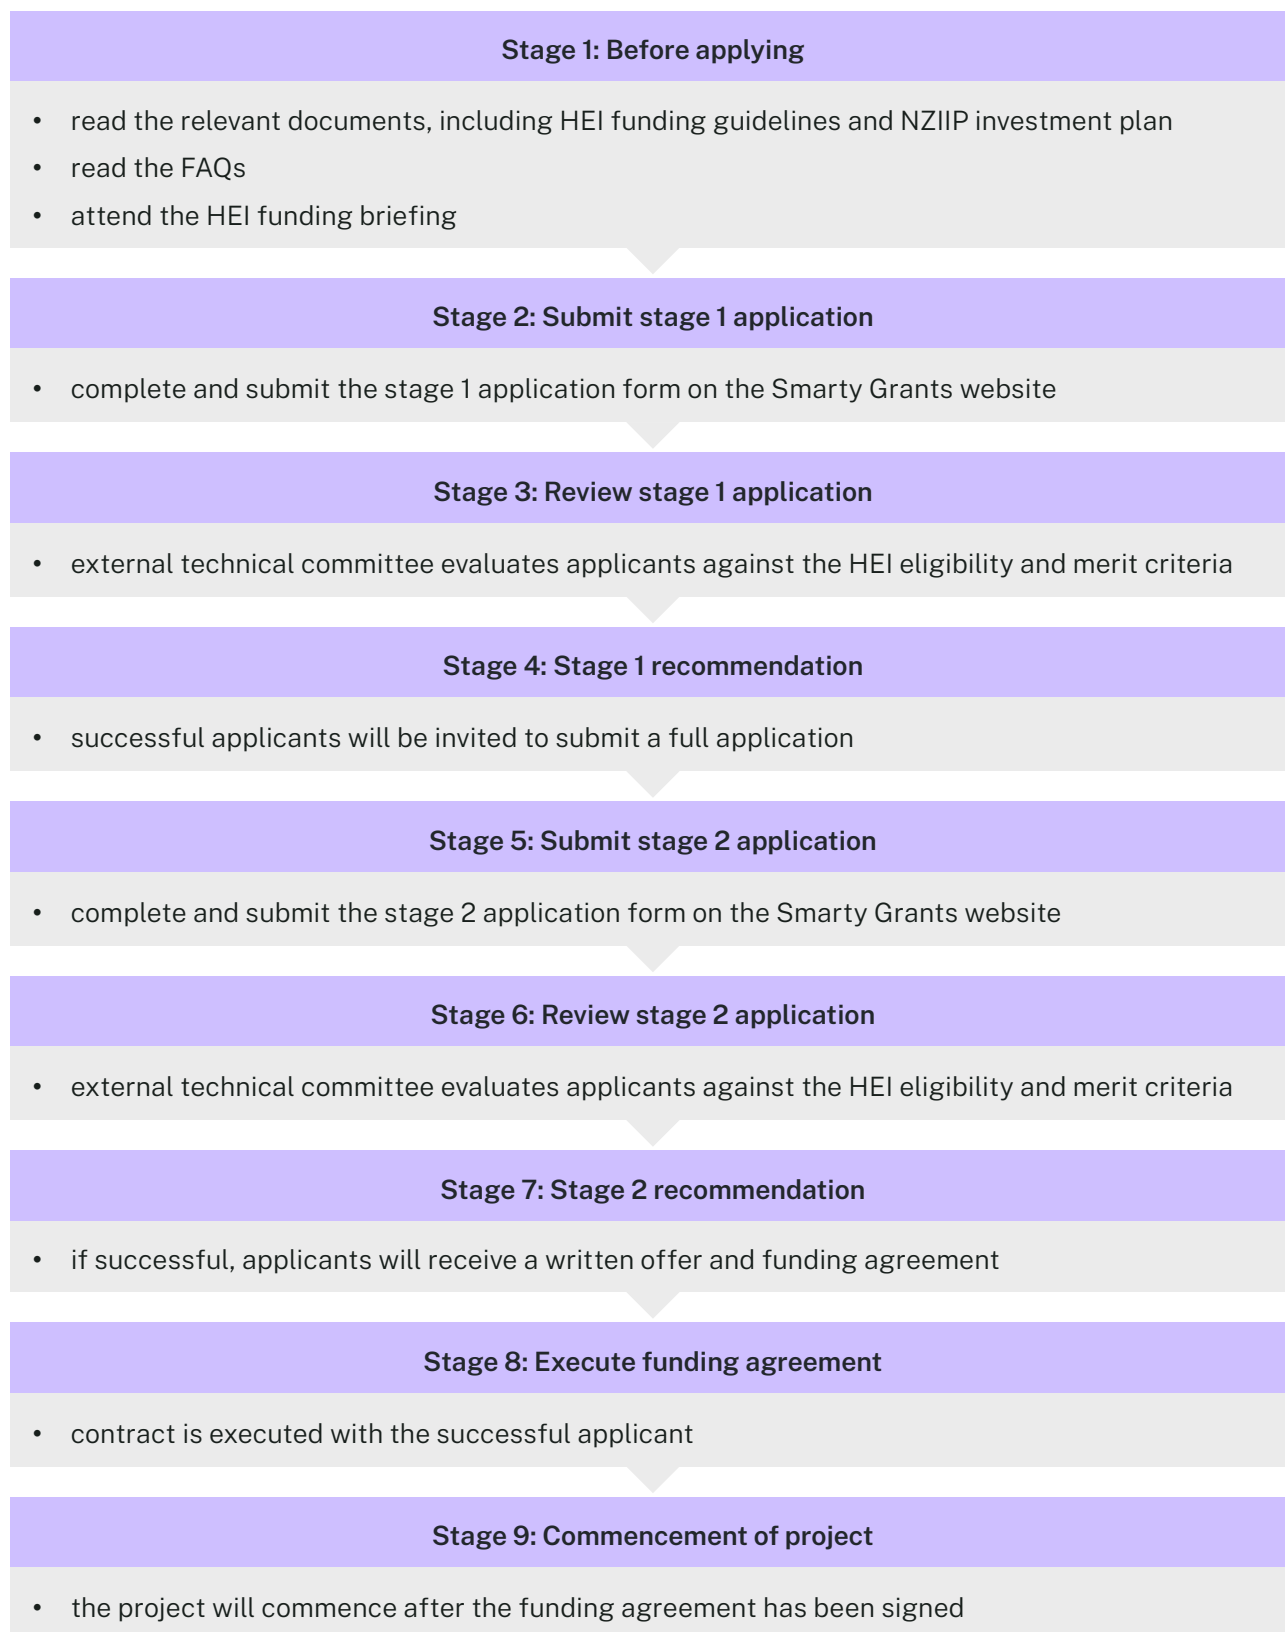 Stage 1: Before applying
• read the relevant documents, including HEI funding guidelines and NZIIP investment plan
• read the FAQs
• attend the HEI funding briefing
Stage 2: Submit stage 1 application
• complete and submit the stage 1 application form on the Smarty Grants website
Stage 3: Review stage 1 application
• external technical committee evaluates applicants against the HEI eligibility and merit criteria
Stage 4: Stage 1 recommendation
• successful applicants will be invited to submit a full application
Stage 5: Submit stage 2 application
• complete and submit the stage 2 application form on the Smarty Grants website
Stage 6: Review stage 2 application
• external technical committee evaluates applicants against the HEI eligibility and merit criteria
Stage 7: Stage 2 recommendation
• if successful, applicants will receive a written offer and funding agreement
Stage 8: Execute funding agreement
• contract is executed with the successful applicant
Stage 9: Commencement of project
• the project will commence after the funding agreement has been signed